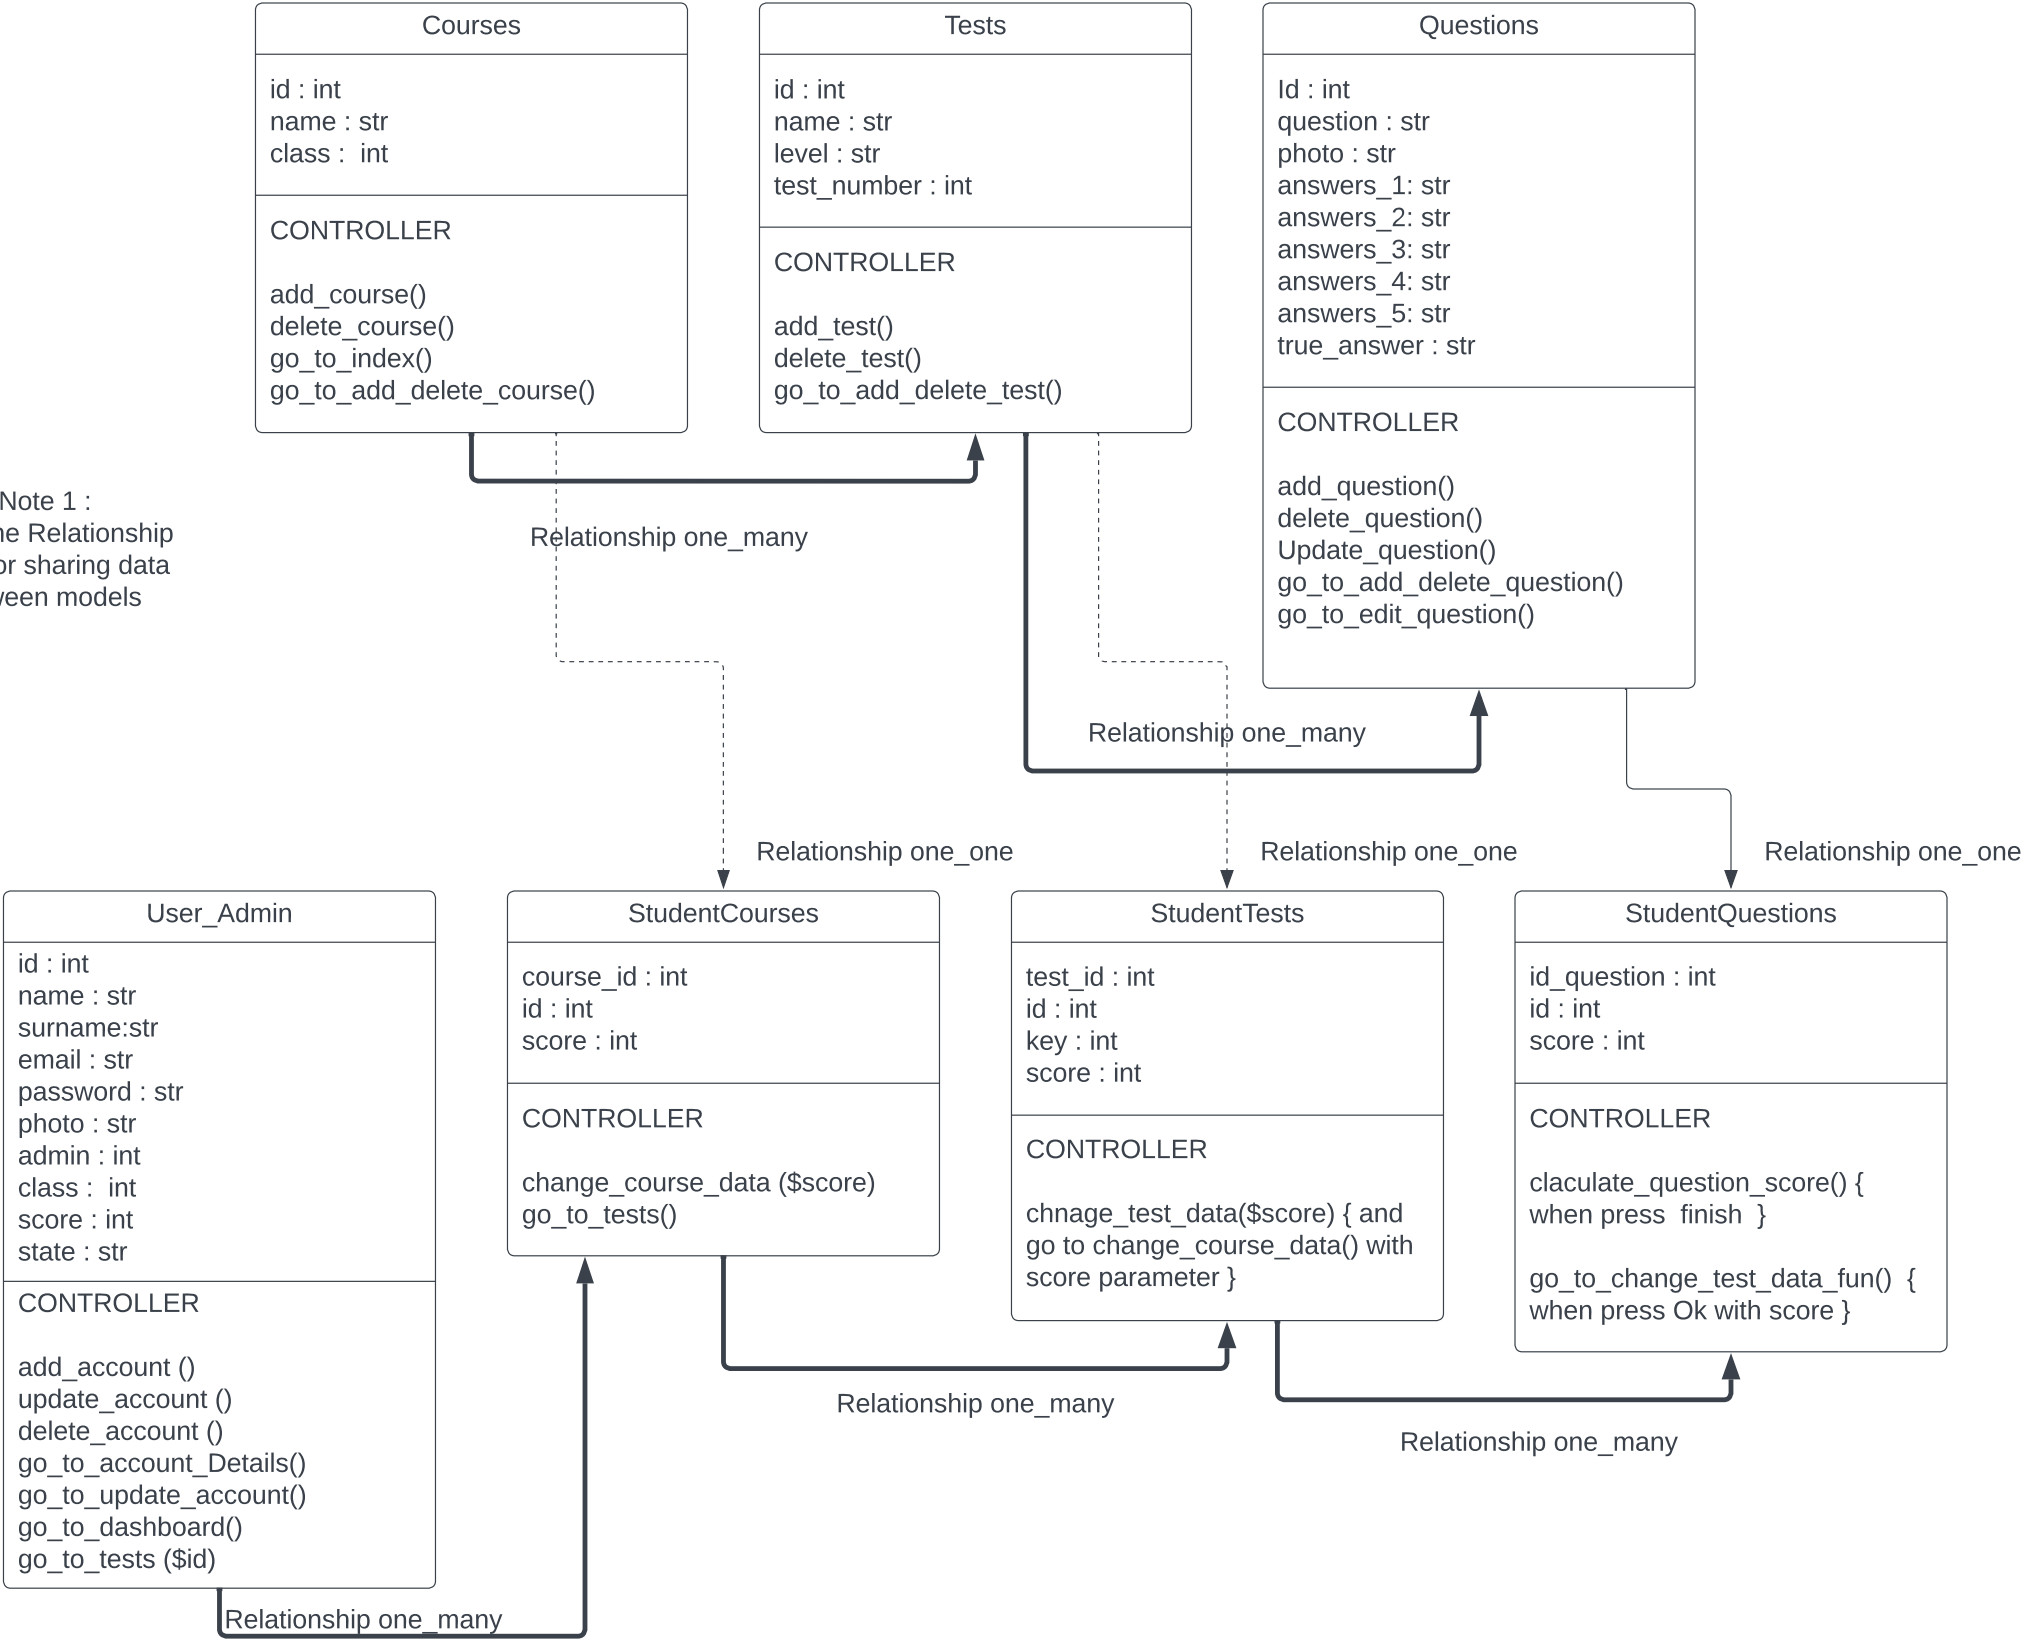 Courses
id : int
name : str
class :  int
CONTROLLER
add_course()
delete_course()
go_to_index()
go_to_add_delete_course()
Tests
id : int
name : str
level : str
test_number : int
CONTROLLER
add_test()
delete_test()
go_to_add_delete_test()
Questions
Id : int
question : str
photo : str
answers_1: str
answers_2: str
answers_3: str
answers_4: str
answers_5: str
true_answer : str
CONTROLLER
add_question()
delete_question()
Update_question()
go_to_add_delete_question()
go_to_edit_question()
Note 1 :
Relationship
sharing data
models
Relationship one_many
Relationship one_many
Relationship one_one
Relationship one_one
Relationship one_one
User_Admin
id : int
name : str
surname:str
email : str
password : str
photo : str
admin : int
class :  int
score : int
state : str
CONTROLLER
add_account ()
update_account ()
delete_account ()
go_to_account_Details()
go_to_update_account()
go_to_dashboard()
go_to_tests ($id)
StudentCourses
course_id : int
id : int
score : int
CONTROLLER
change_course_data ($score)
go_to_tests()
StudentTests
test_id : int
id : int
key : int
score : int
CONTROLLER
chnage_test_data($score) { and
go to change_course_data() with
score parameter }
StudentQuestions
id_question : int
id : int
score : int
CONTROLLER
claculate_question_score() {
when press  finish  }
go_to_change_test_data_fun()  {
when press Ok with score }
Relationship one_many
Relationship one_many
Relationship one_many